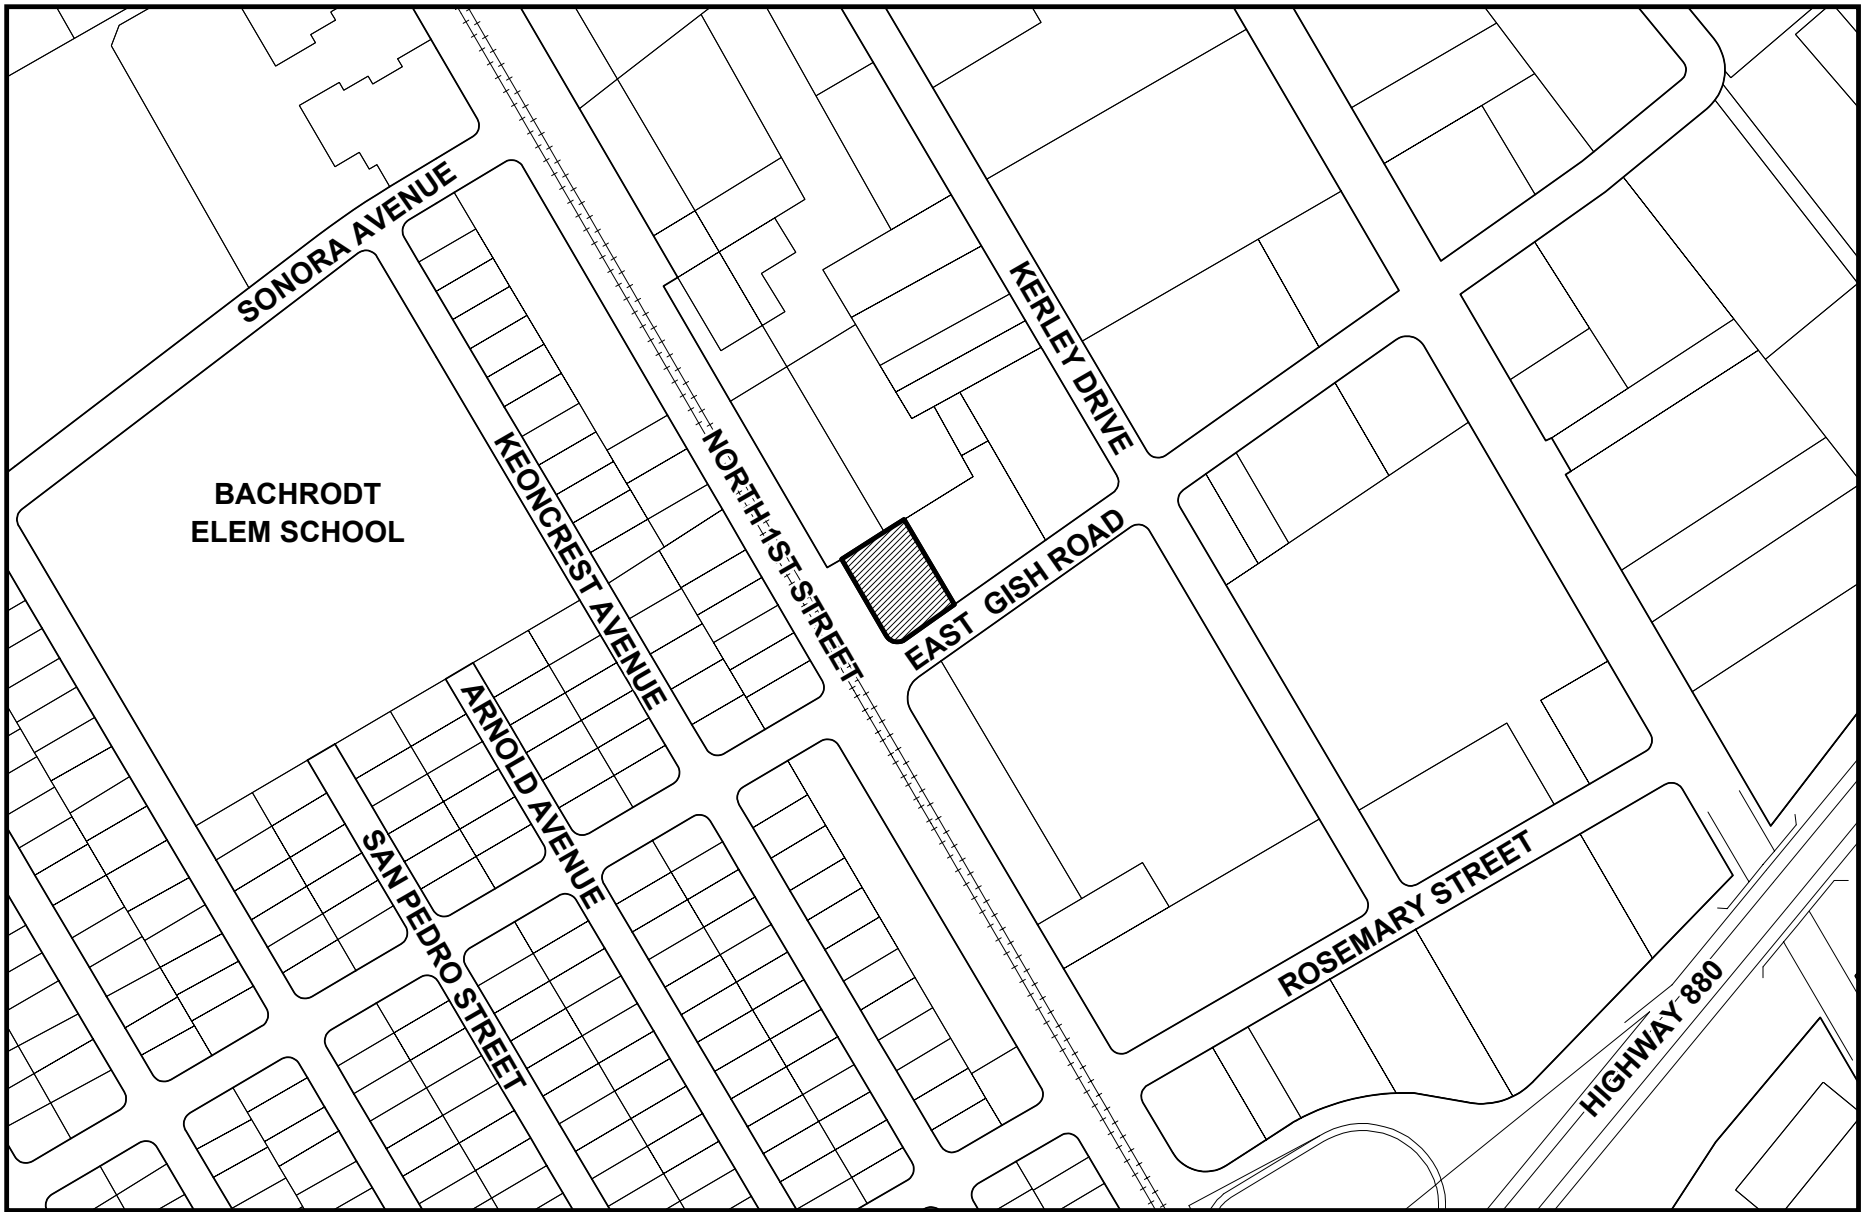 SONORA AVENUE
KERLEY DRIVE
BACHRODT
ELEM SCHOOL
KEONCREST AVENUE
NORTH 1ST STREET
EAST GISH ROAD
ARNOLD AVENUE
SAN PEDRO STREET
ROSEMARY STREET
HIGHWAY 880